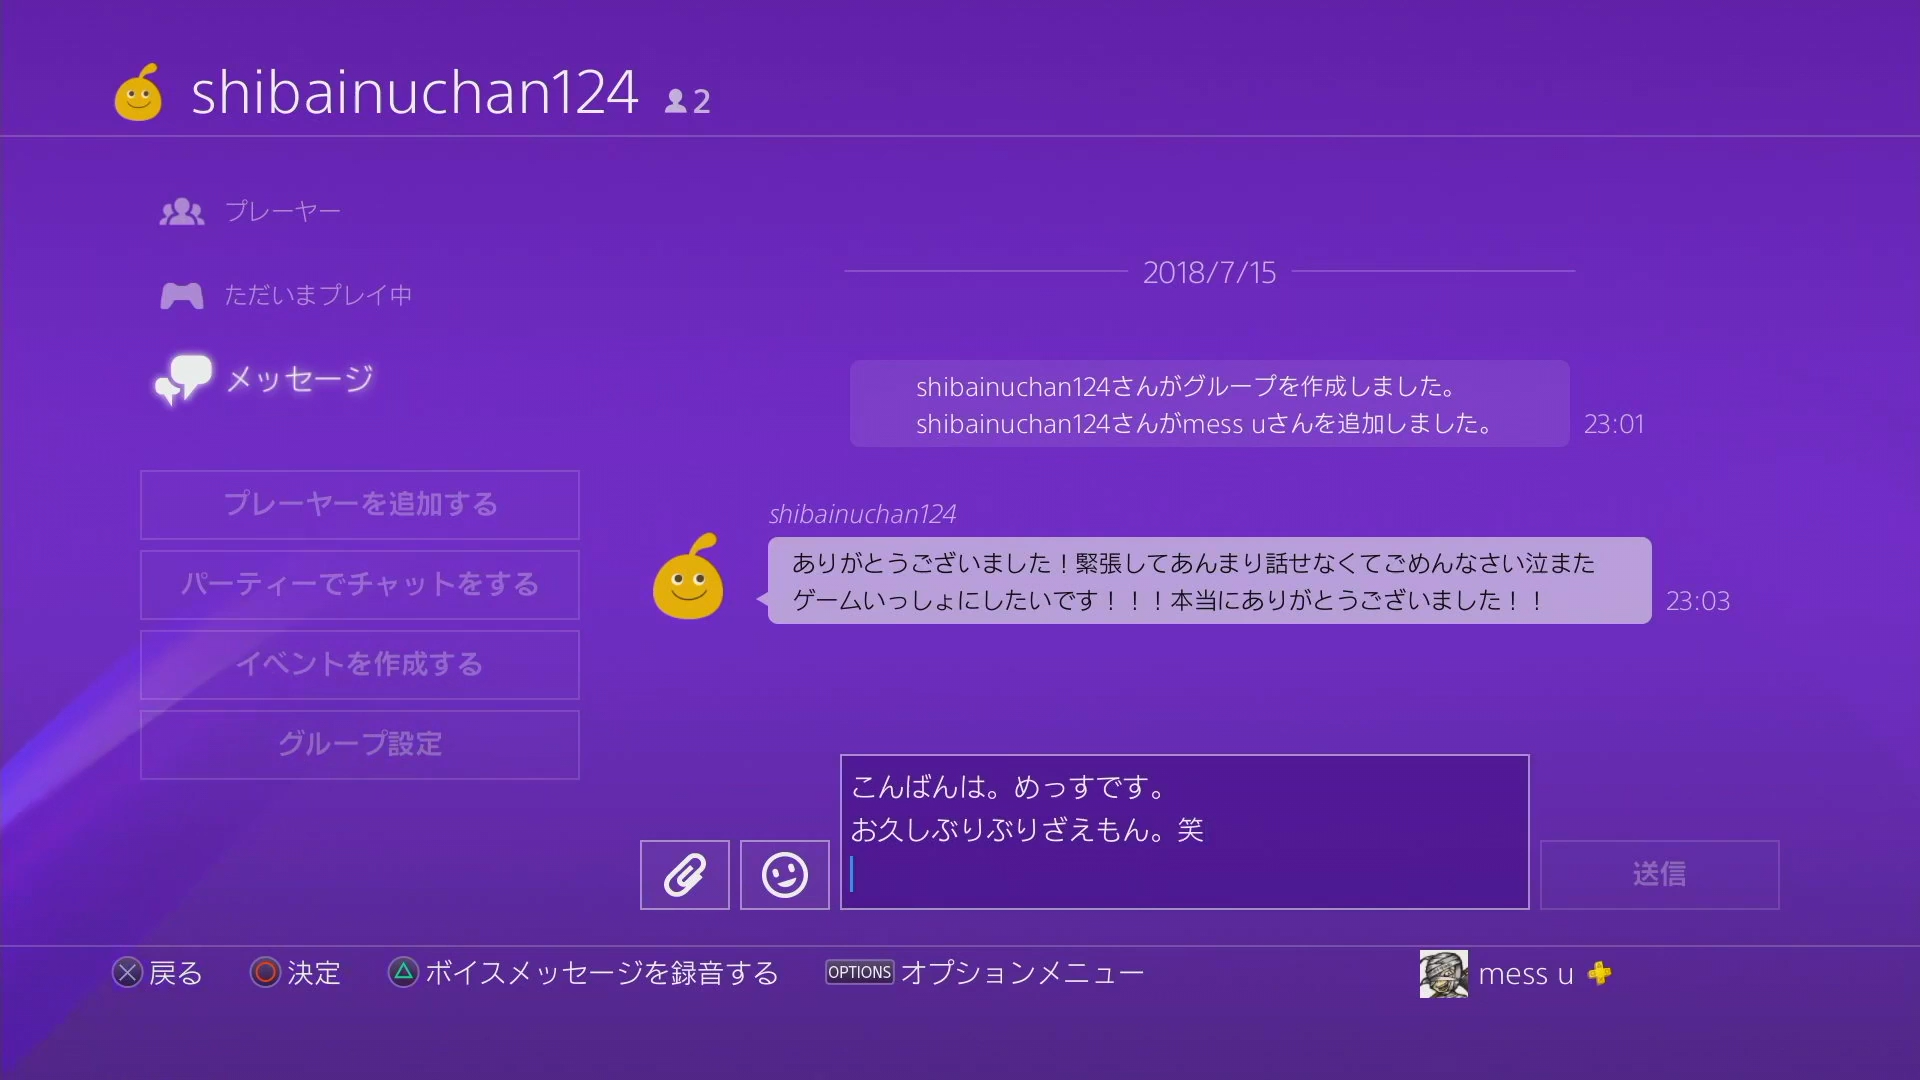 shibainuchan124 2
プレーヤー
ただいまプレイ中
メッセージ
プレーヤーを追加する
パーティーでチャットをする
イベントを作成する
グループ設定
2018/7/15
shibainuchan124さんがグループを作成しました。
shibainuchan124さんがmess uさんを追加しました。 23:01
shibainuchan124
ありがとうございました！緊張してあんまり話せなくてごめんなさい泣また
ゲームいっしょにしたいです！！！本当にありがとうございました！！ 23:03
こんばんは。めっすです。
お久しぶりぶりざえもん。笑
送信
戻る 決定 ボイスメッセージを録音する OPTIONS オプションメニュー mess u